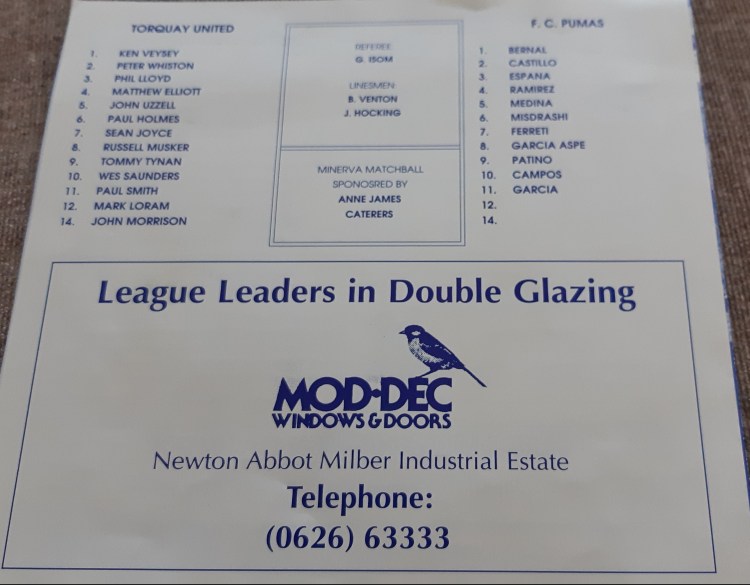 TORQUAY UNITED
1. KEN VEYSEY
2. PETER WHISTON
3. PHIL LLOYD
4. MATTHEW ELLIOTT
5. JOHN UZZELL
6. PAUL HOLMES
7. SEAN JOYCE
8. RUSSELL MUSKER
9. TOMMY TYNAN
10. WES SAUNDERS
11. PAUL SMITH
12. MARK LORAM
14. JOHN MORRISON
REFEREE
G. ISOM
LINESMEN
B. VENTON
J. HOCKING
MINERVA MATCHBALL
SPONOSRED BY
ANNE JAMES
CATERERS
F. C. PUMAS
1. BERNAL
2. CASTILLO
3. ESPANA
4. RAMIREZ
5. MEDINA
6. MISDRASHI
7. FERRETI
8. GARCIA ASPE
9. PATINO
10. CAMPOS
11. GARCIA
12.
14.
League Leaders in Double Glazing
MOD·DEC
WINDOWS & DOORS
Newton Abbot Milber Industrial Estate
Telephone:
(0626) 63333